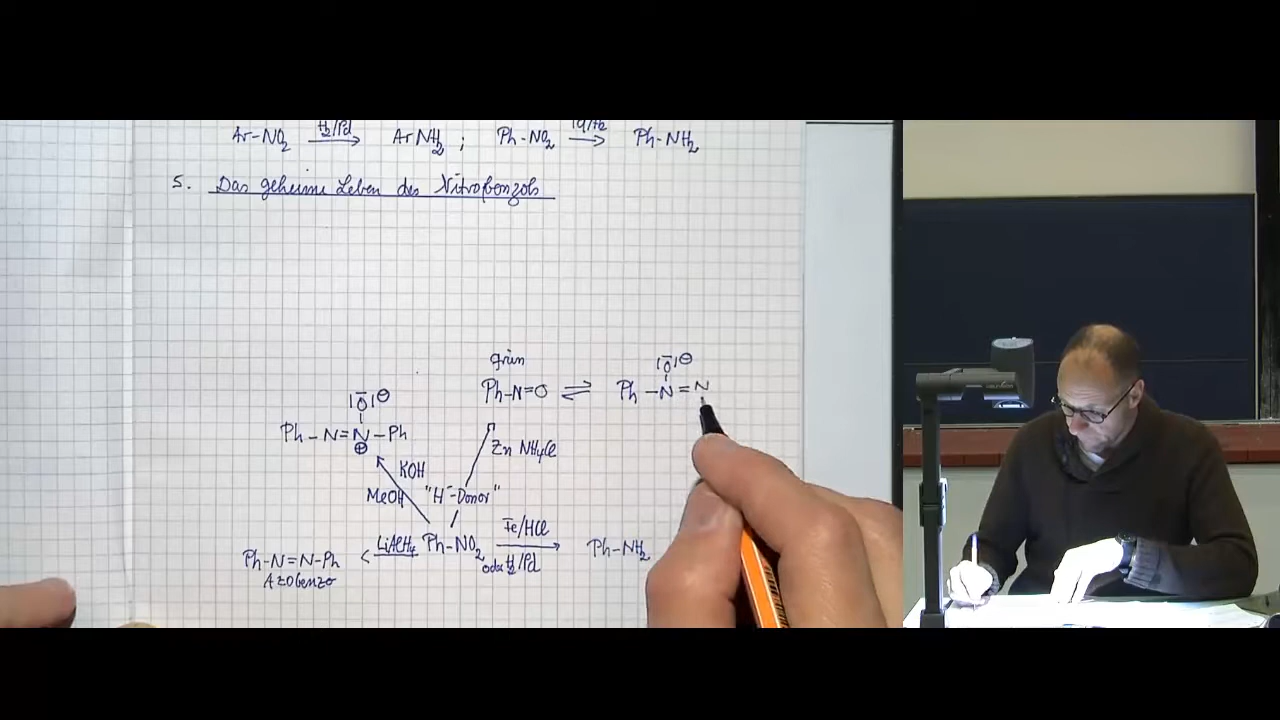 Ar-NO2 H2/Pd → ArNH2 ; Ph-NO2 → Ph-NH2
5. Das geheime Leben des Nitrobenzols
grün |O̅|⊖
Ph-N=O ⇌ Ph-N=N
|O̅|⊖
Ph-N=N-Ph
⊕
KOH Zn NH4Cl
MeOH "H⁻-Donor"
Fe/HCl
Ph-N=N-Ph < LiAlH4 Ph-NO2 → Ph-NH2
oder H2/Pd
Azobenzo